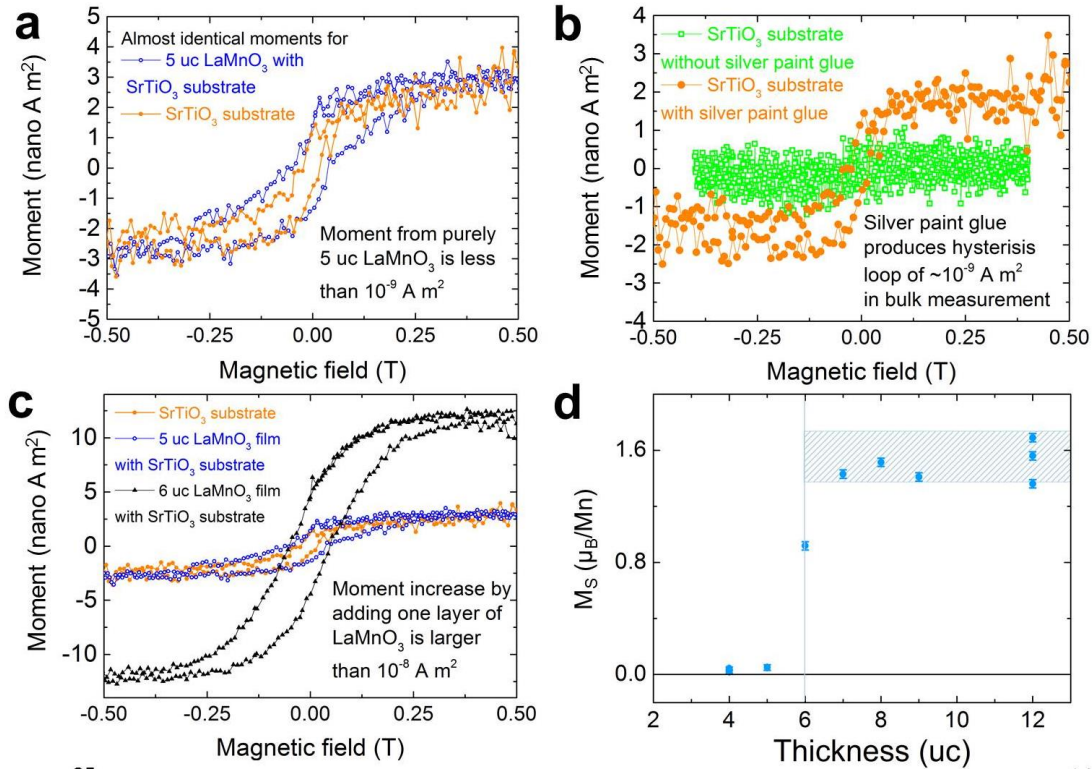 a
5
4
3
2
1
0
-1
-2
-3
-4
-5
Moment (nano A m²)
Almost identical moments for
5 uc LaMnO₃ with
SrTiO₃ substrate
SrTiO₃ substrate
Moment from purely
5 uc LaMnO₃ is less
than 10⁻⁹ A m²
-0.50 -0.25 0.00 0.25 0.50
Magnetic field (T)
b
4
3
2
1
0
-1
-2
-3
-4
Moment (nano A m²)
SrTiO₃ substrate
without silver paint glue
SrTiO₃ substrate
with silver paint glue
Silver paint glue
produces hysterisis
loop of ~10⁻⁹ A m²
in bulk measurement
-0.50 -0.25 0.00 0.25 0.50
Magnetic field (T)
c
10
5
0
-5
-10
Moment (nano A m²)
SrTiO₃ substrate
5 uc LaMnO₃ film
with SrTiO₃ substrate
6 uc LaMnO₃ film
with SrTiO₃ substrate
Moment increase by
adding one layer of
LaMnO₃ is larger
than 10⁻⁸ A m²
-0.50 -0.25 0.00 0.25 0.50
Magnetic field (T)
d
1.6
0.8
0.0
M_S (μ_B/Mn)
2 4 6 8 10 12
Thickness (uc)